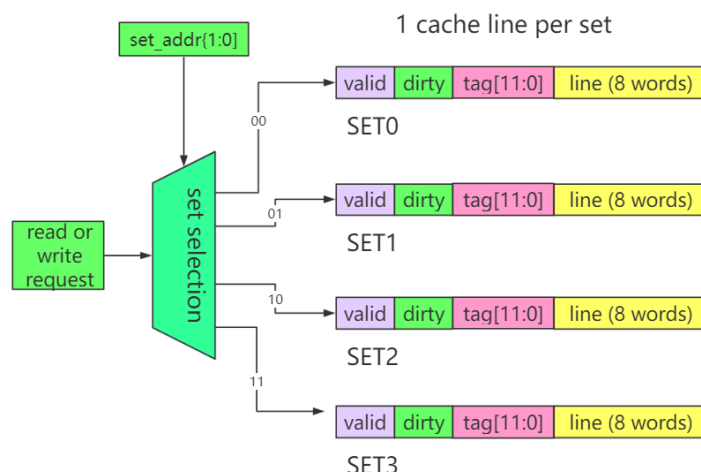 1 cache line per set
set_addr{1:0]
valid dirty tag[11:0] line (8 words)
00
SET0
set selection
valid dirty tag[11:0] line (8 words)
01
SET1
read or
write
request
valid dirty tag[11:0] line (8 words)
10
SET2
11
valid dirty tag[11:0] line (8 words)
SET3